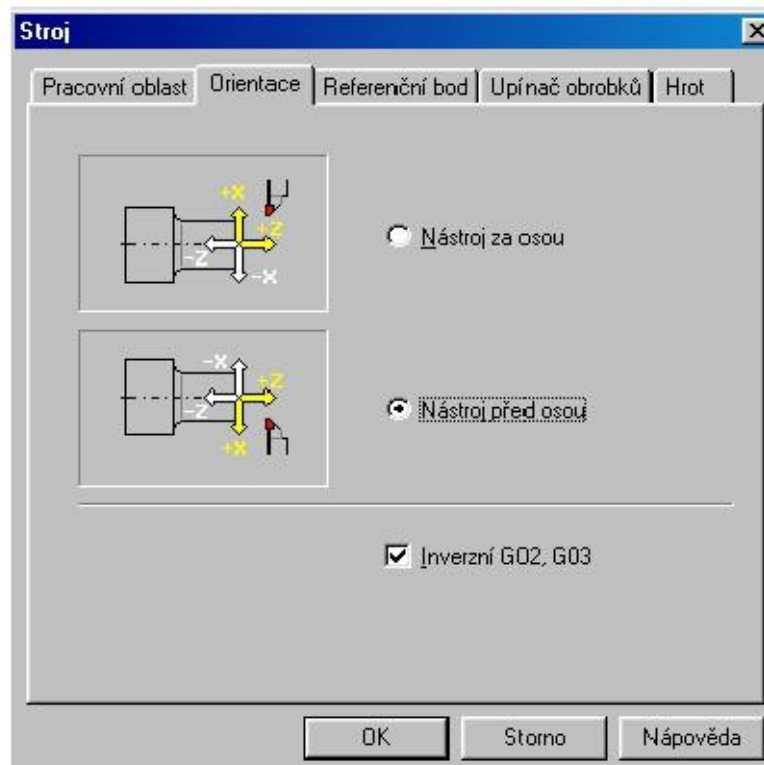 Stroj
Pracovní oblast Orientace Referenční bod Upínač obrobků Hrot
+X
+Z
-Z
-X
Nástroj za osou
-X
+Z
-Z
+X
Nástroj před osou
Inverzní G02, G03
OK Storno Nápověda